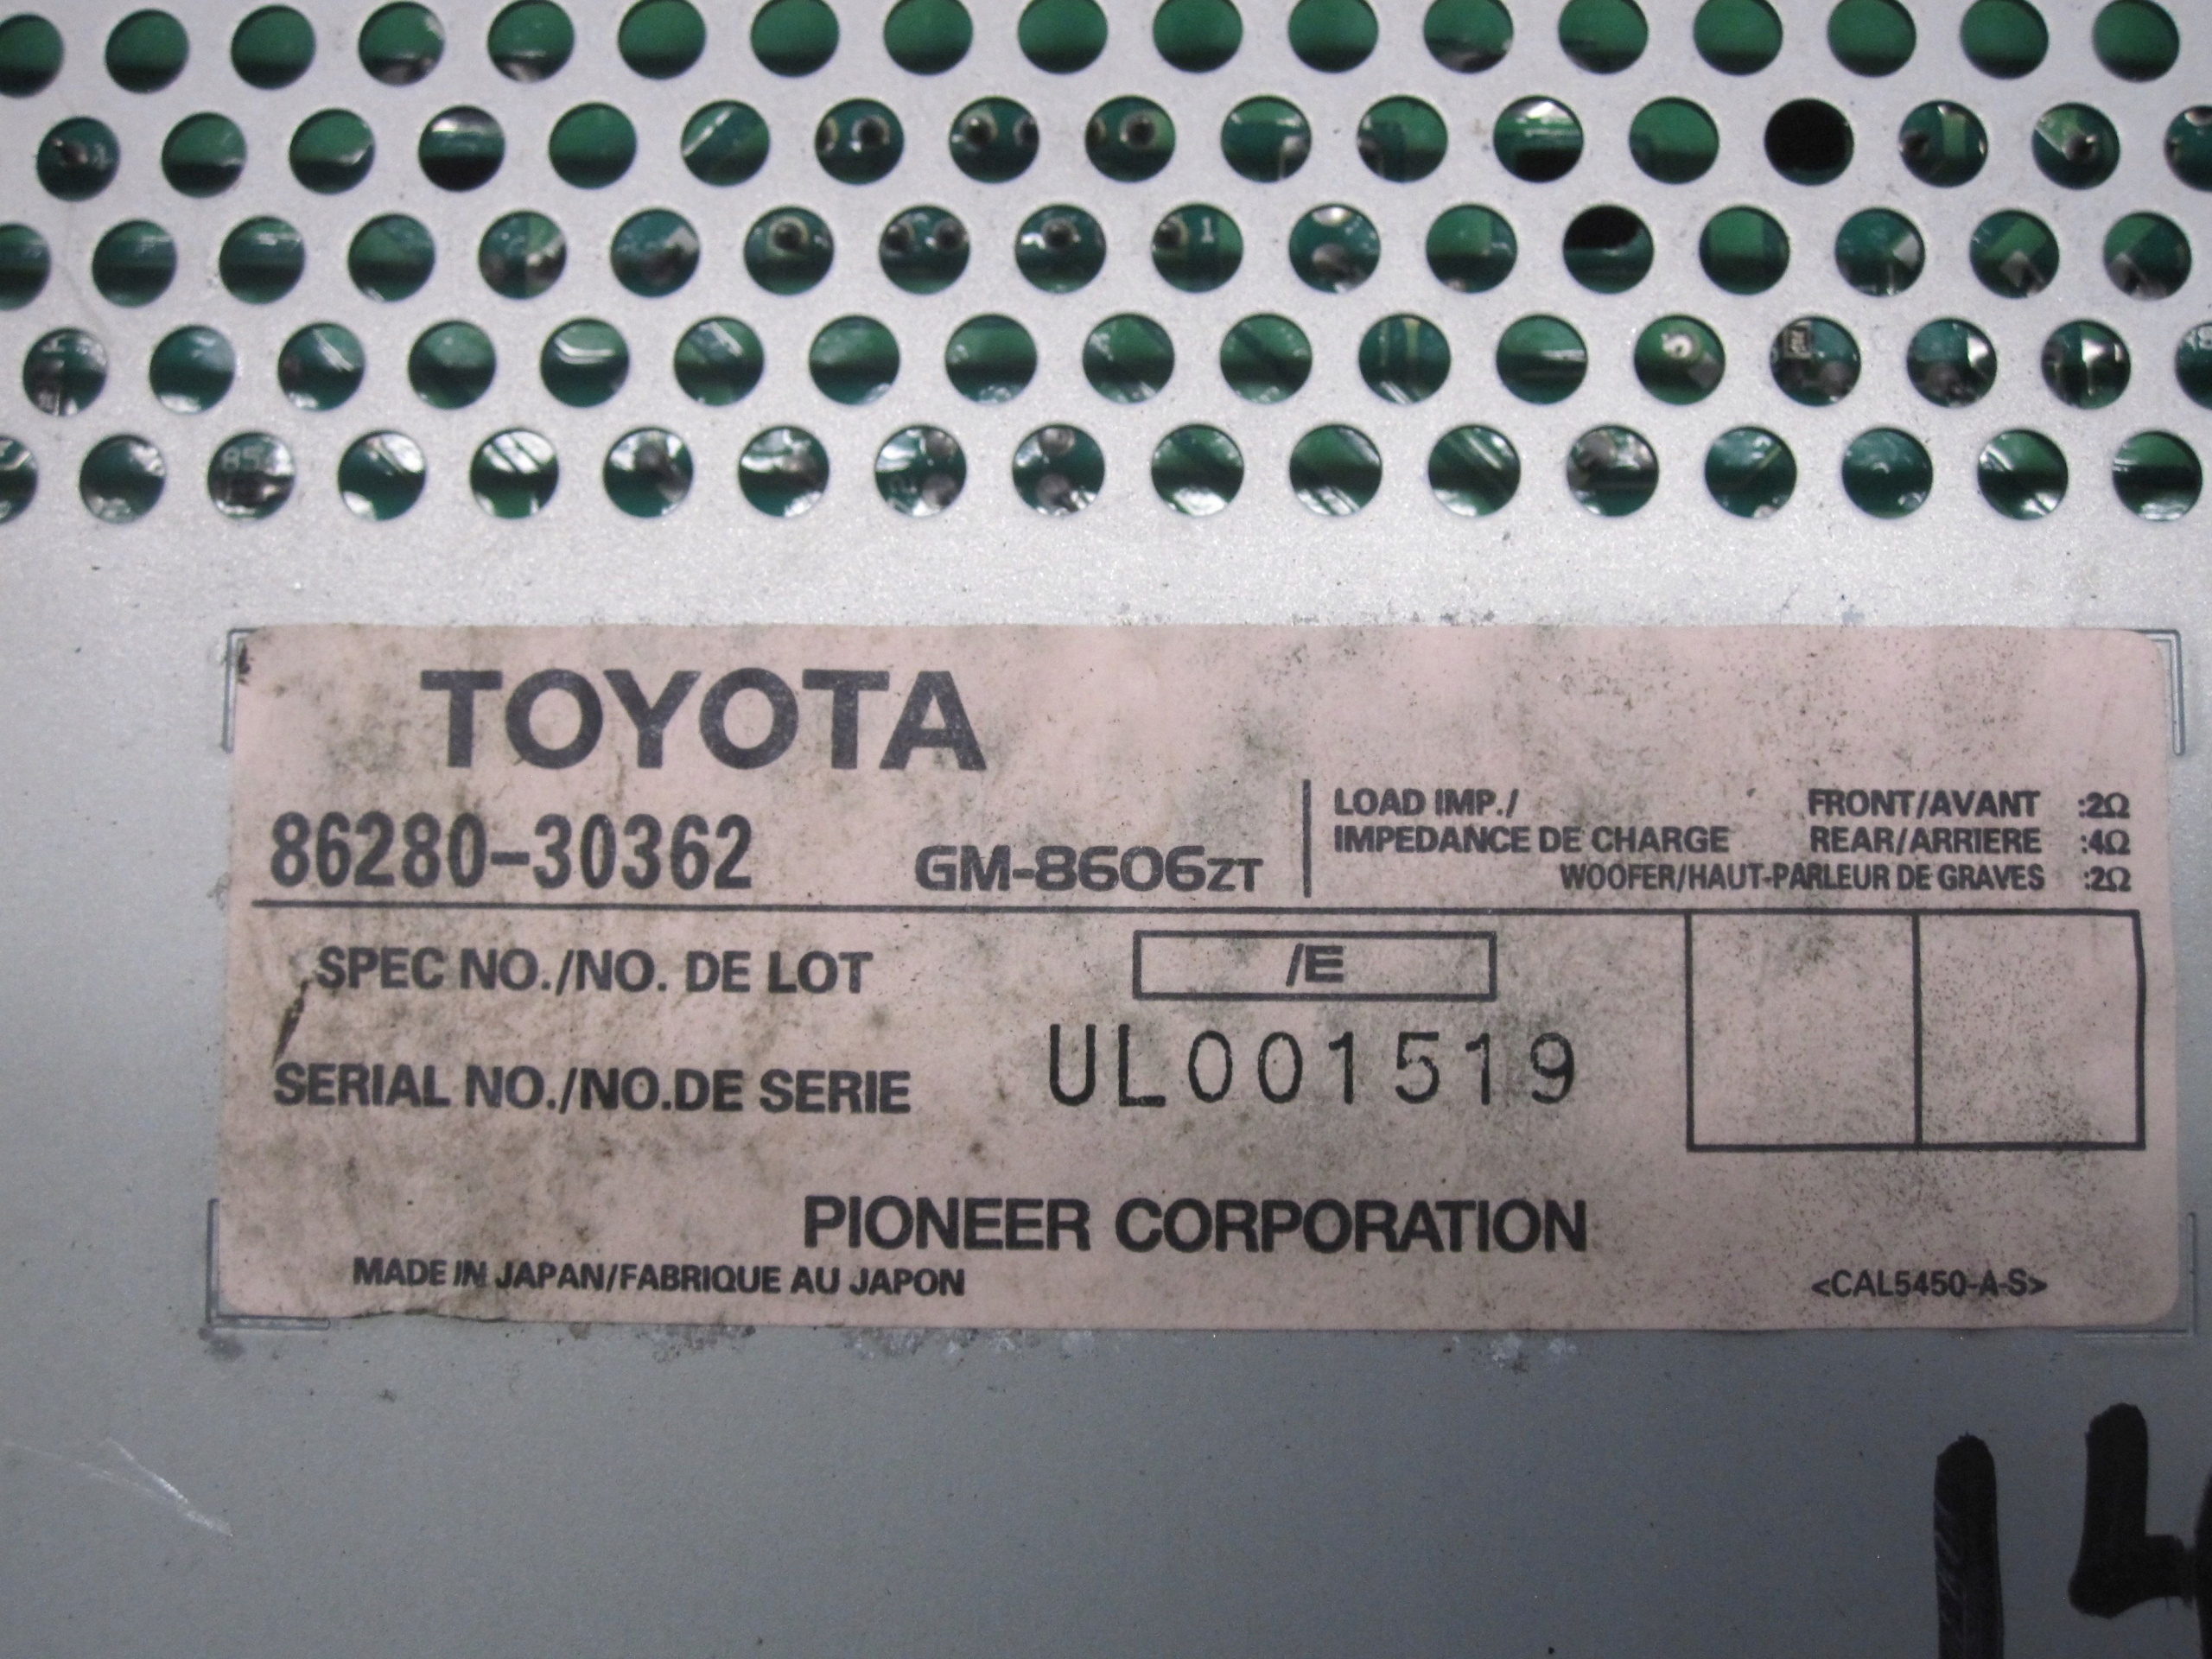 TOYOTA
86280-30362 GM-8606ZT
LOAD IMP./ FRONT/AVANT :2Ω
IMPEDANCE DE CHARGE REAR/ARRIERE :4Ω
WOOFER/HAUT-PARLEUR DE GRAVES :2Ω
SPEC NO./NO. DE LOT /E
SERIAL NO./NO.DE SERIE UL001519
PIONEER CORPORATION
MADE IN JAPAN/FABRIQUE AU JAPON <CAL5450-A-S>
14